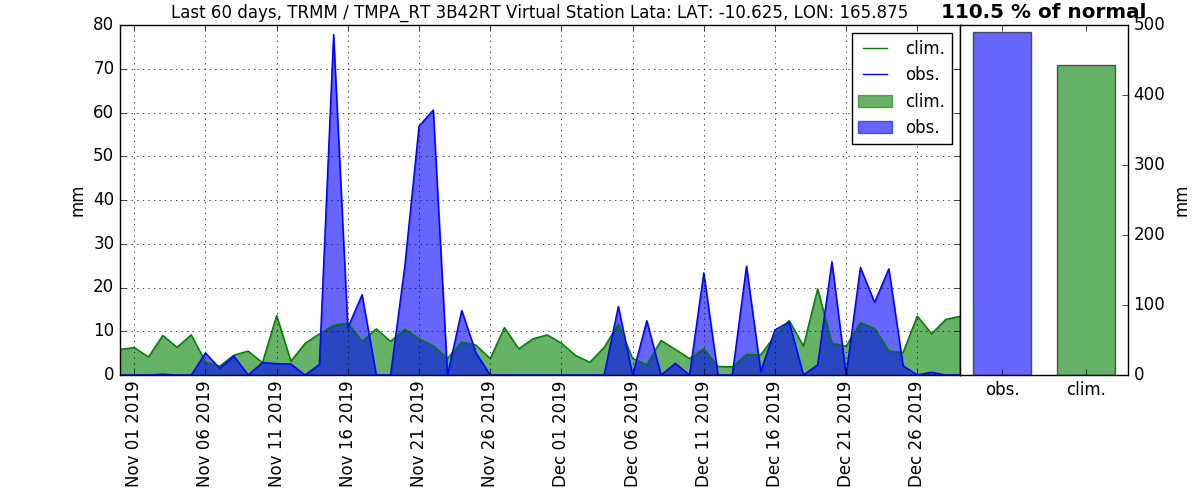 Last 60 days, TRMM / TMPA_RT 3B42RT Virtual Station Lata: LAT: -10.625, LON: 165.875
110.5 % of normal
80
70
60
50
40
30
20
10
0
mm
clim.
obs.
clim.
obs.
Nov 01 2019
Nov 06 2019
Nov 11 2019
Nov 16 2019
Nov 21 2019
Nov 26 2019
Dec 01 2019
Dec 06 2019
Dec 11 2019
Dec 16 2019
Dec 21 2019
Dec 26 2019
500
400
300
200
100
0
mm
obs.
clim.